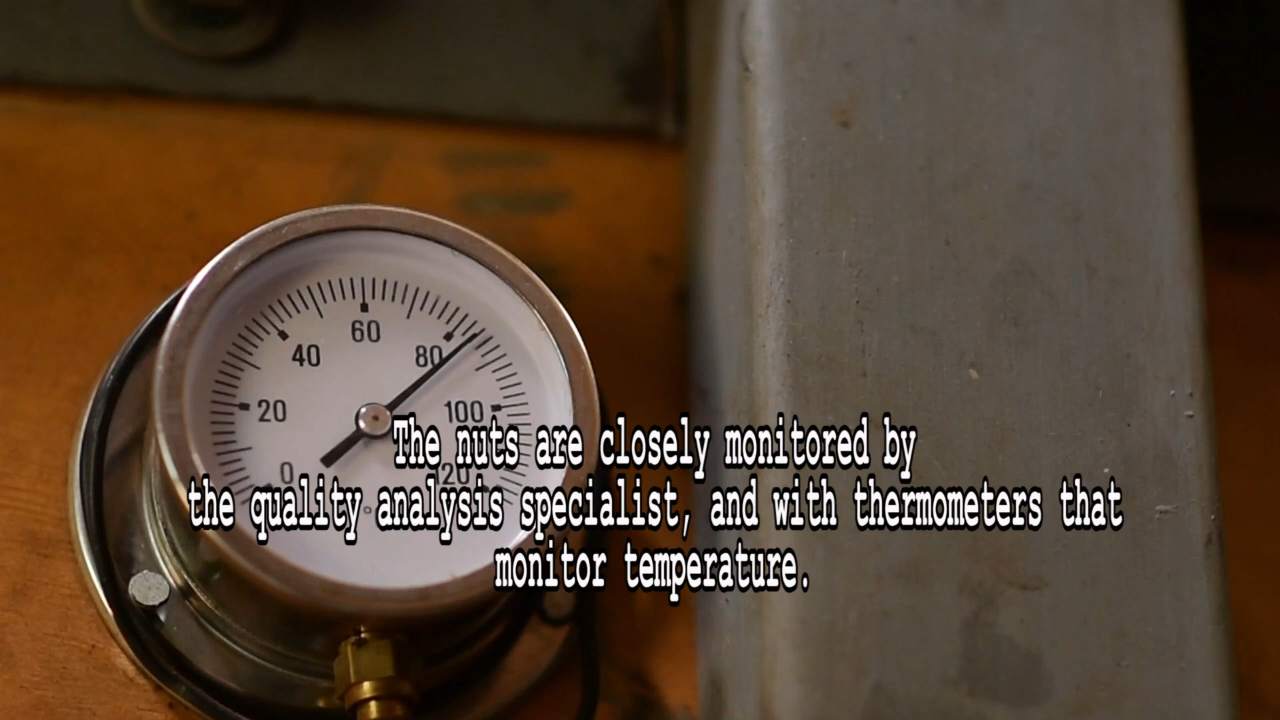 60
40
80
20
100
0
The nuts are closely monitored by
the quality analysis specialist, and with thermometers that
monitor temperature.